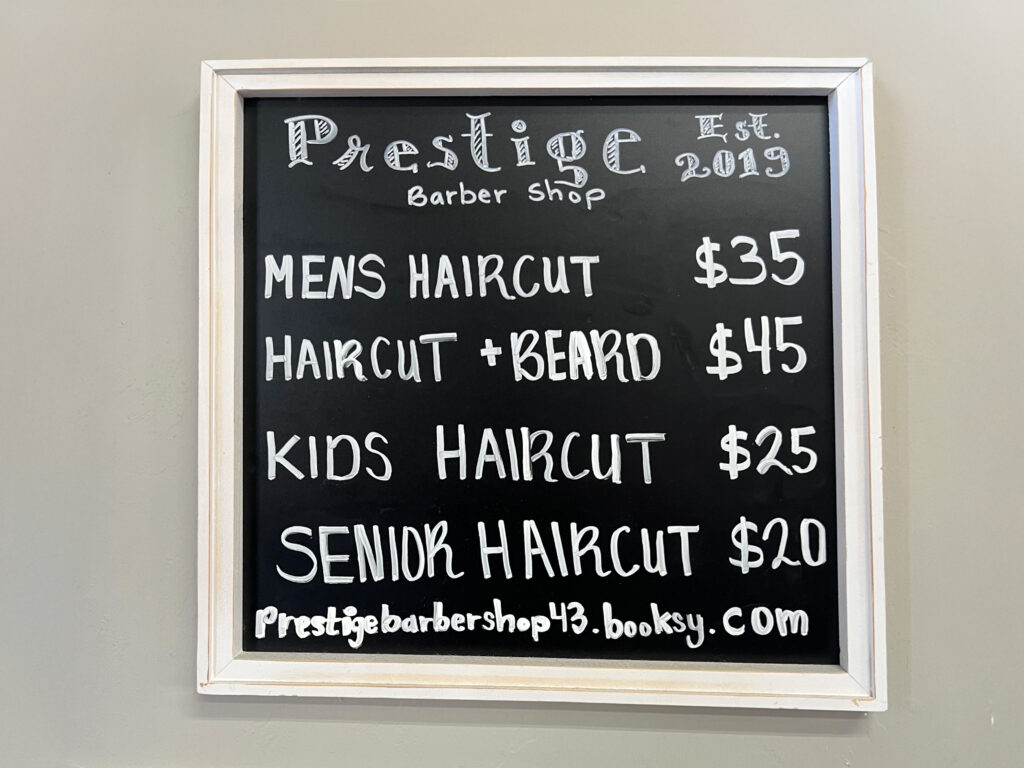 Prestige Est. 2019
Barber Shop
MENS HAIRCUT $35
HAIRCUT + BEARD $45
KIDS HAIRCUT $25
SENIOR HAIRCUT $20
Prestigebarbershop43.booksy.com